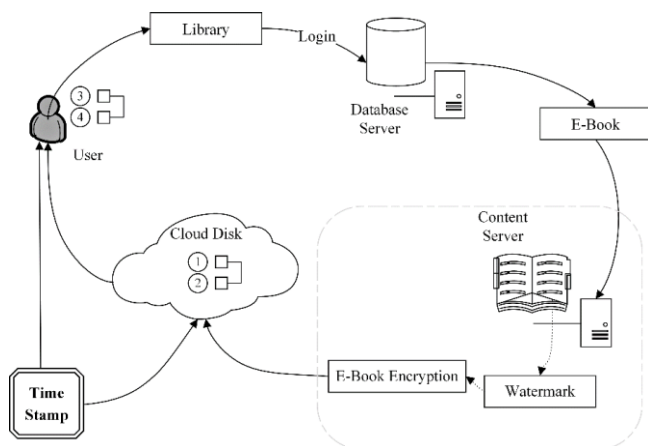 Library
Login
Database
Server
E-Book
3
4
User
Content
Server
Cloud Disk
1
2
E-Book Encryption
Watermark
Time
Stamp